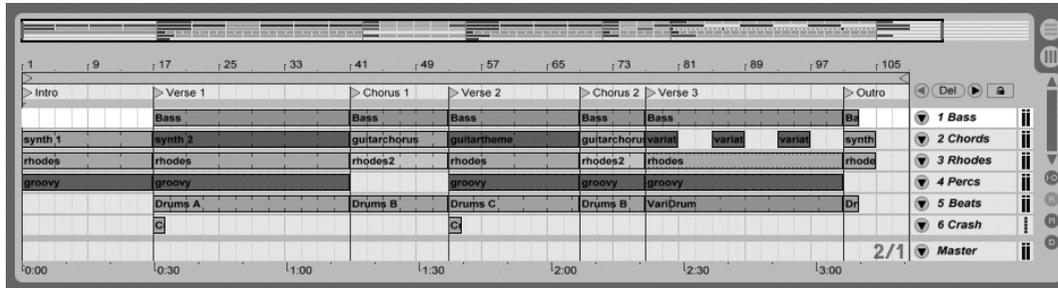 1 9 17 25 33 41 49 57 65 73 81 89 97 105
Intro Verse 1 Chorus 1 Verse 2 Chorus 2 Verse 3 Outro Del
Bass Bass Bass Bass Bass Ba 1 Bass
synth 1 synth 2 guitarchorus guitartheme guitarchorus variat variat variat synth 2 Chords
rhodes rhodes rhodes2 rhodes rhodes2 rhodes rhode 3 Rhodes
groovy groovy groovy groovy groovy 4 Percs
Drums A Drums B Drums C Drums B VariDrum Dr 5 Beats
C 6 Crash
2/1 Master
0:00 0:30 1:00 1:30 2:00 2:30 3:00
I·O
R
M
D